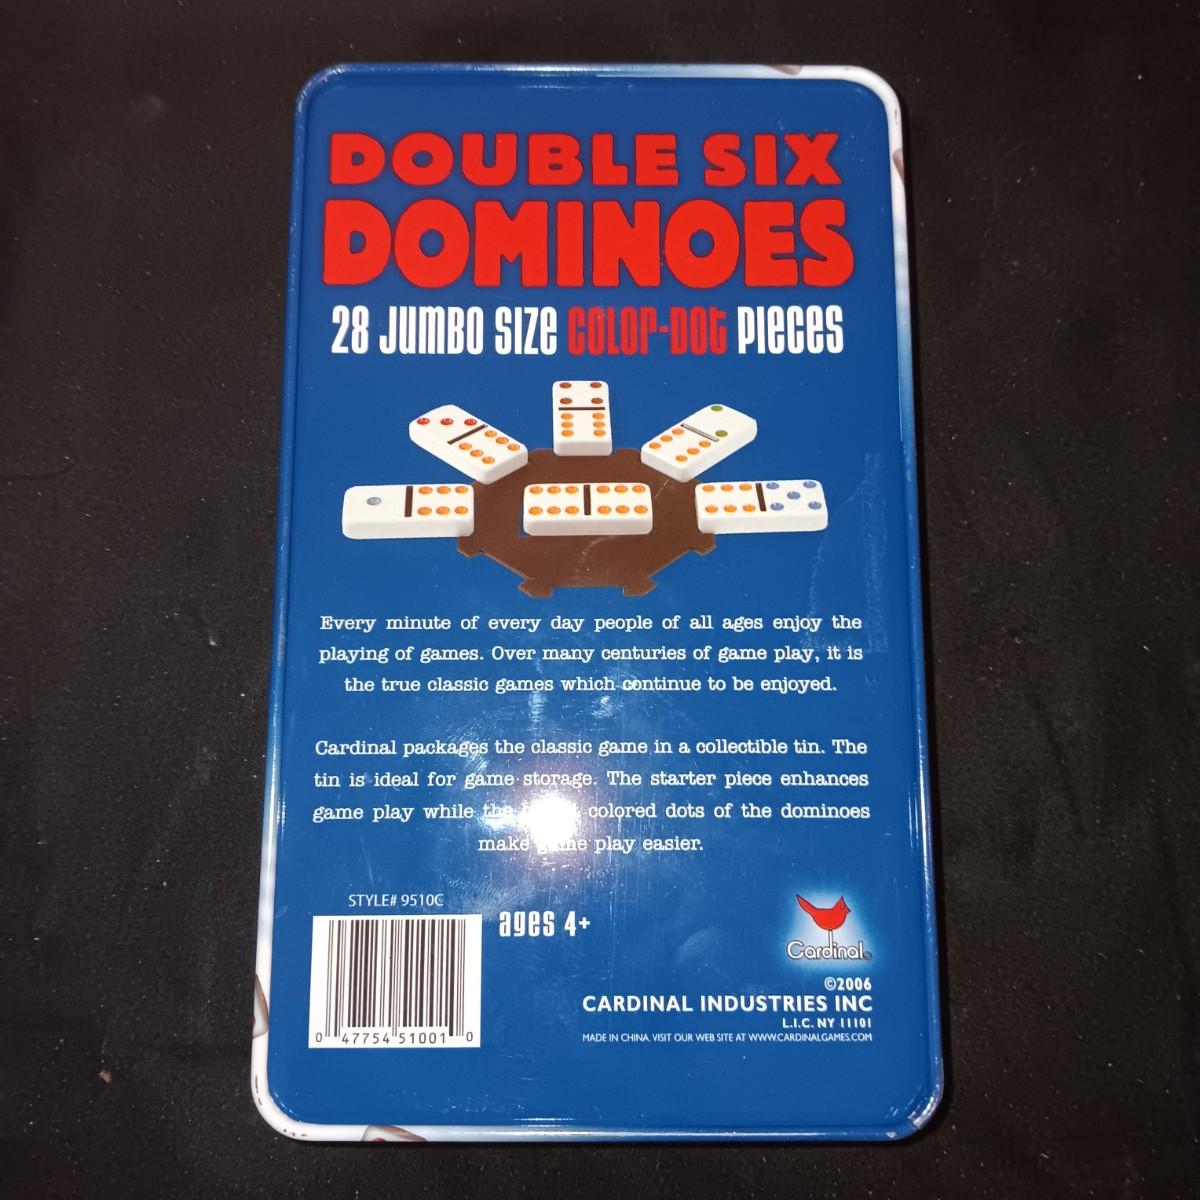 DOUBLE SIX
DOMINOES
28 JUMBO SIZE COLOR-DOT PIECES
Every minute of every day people of all ages enjoy the
playing of games. Over many centuries of game play, it is
the true classic games which continue to be enjoyed.
Cardinal packages the classic game in a collectible tin. The
tin is ideal for game storage. The starter piece enhances
game play while the colored dots of the dominoes
make game play easier.
STYLE# 9510C
ages 4+
0 47754 51001 0
Cardinal
©2006
CARDINAL INDUSTRIES INC
L.I.C. NY 11101
MADE IN CHINA. VISIT OUR WEB SITE AT WWW.CARDINALGAMES.COM